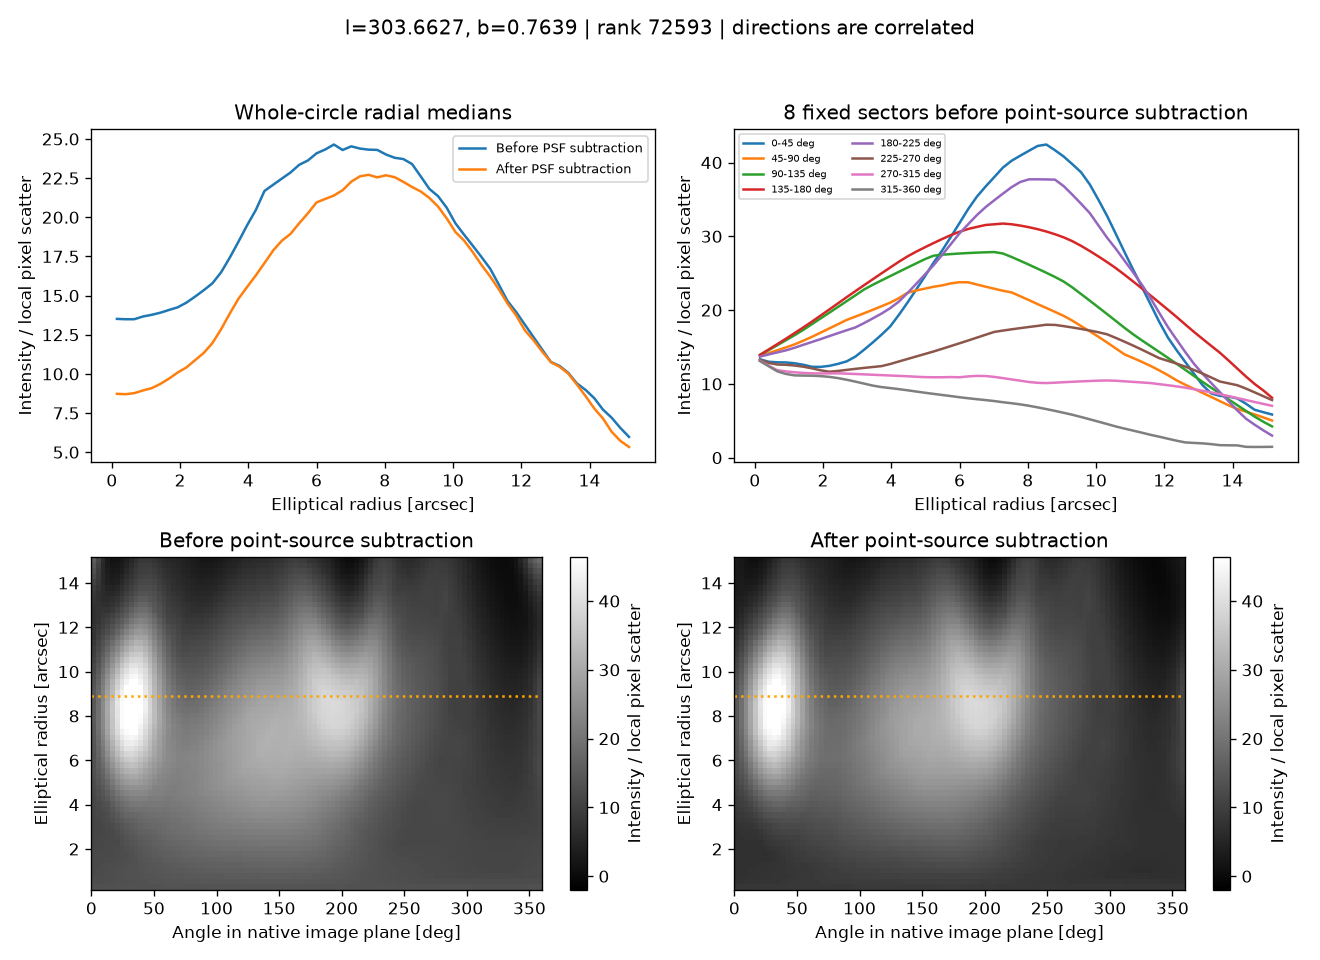 l=303.6627, b=0.7639 | rank 72593 | directions are correlated
Whole-circle radial medians
25.0
22.5
20.0
17.5
15.0
12.5
10.0
7.5
5.0
Intensity / local pixel scatter
Before PSF subtraction
After PSF subtraction
0 2 4 6 8 10 12 14
Elliptical radius [arcsec]
8 fixed sectors before point-source subtraction
40
30
20
10
0
Intensity / local pixel scatter
0-45 deg
45-90 deg
90-135 deg
135-180 deg
180-225 deg
225-270 deg
270-315 deg
315-360 deg
0 2 4 6 8 10 12 14
Elliptical radius [arcsec]
Before point-source subtraction
14
12
10
8
6
4
2
Elliptical radius [arcsec]
0 50 100 150 200 250 300 350
Angle in native image plane [deg]
40
30
20
10
0
Intensity / local pixel scatter
After point-source subtraction
14
12
10
8
6
4
2
Elliptical radius [arcsec]
0 50 100 150 200 250 300 350
Angle in native image plane [deg]
40
30
20
10
0
Intensity / local pixel scatter